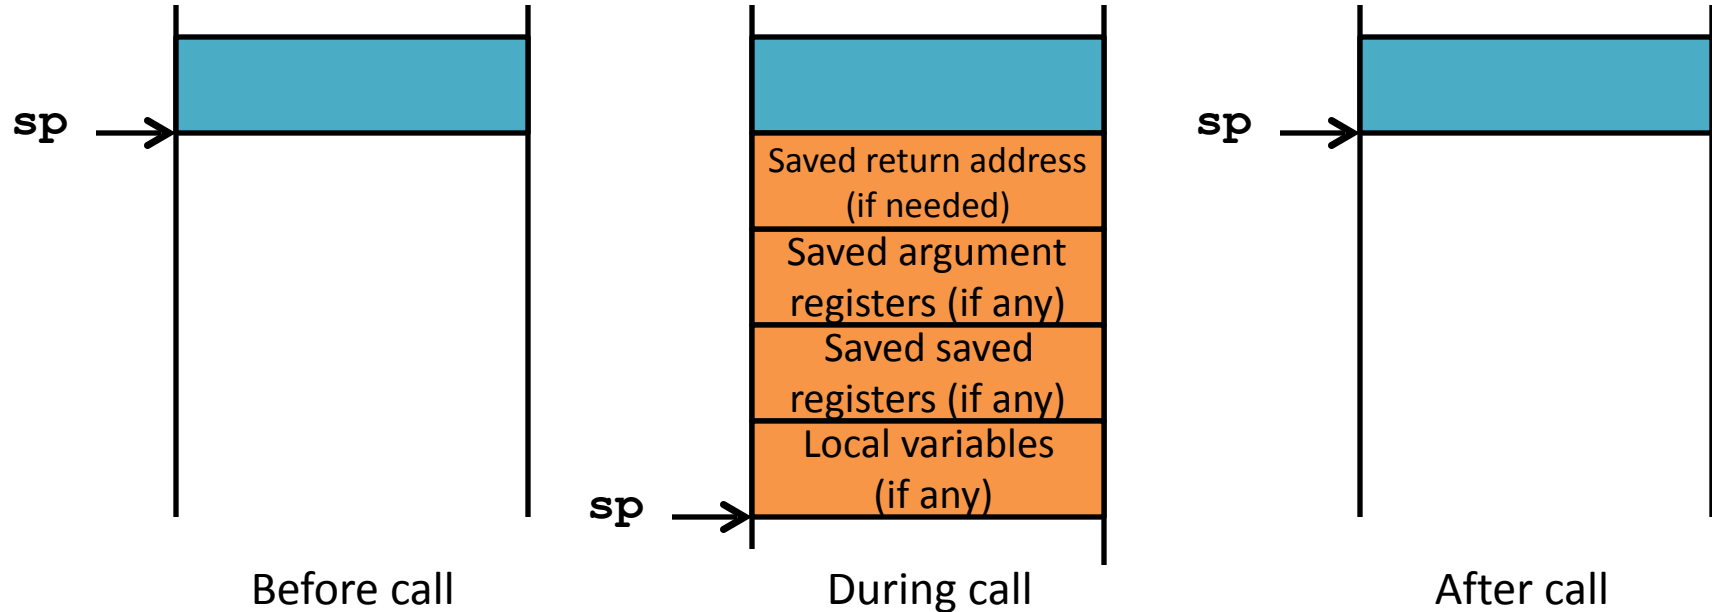 sp
Saved return address
(if needed)
Saved argument
registers (if any)
Saved saved
registers (if any)
Local variables
(if any)
sp
sp
Before call
During call
After call